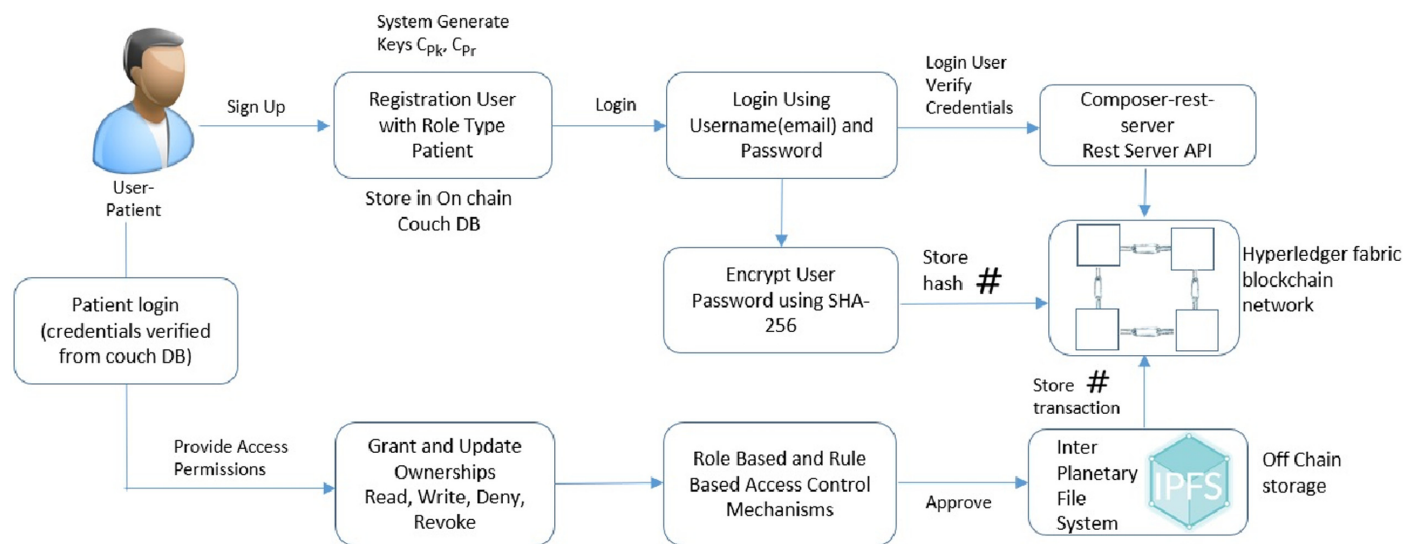 System Generate
Keys CPk, CPr
Sign Up
Registration User
with Role Type
Patient
Login
Login Using
Username(email) and
Password
Login User
Verify
Credentials
Composer-rest-
server
Rest Server API
User-
Patient
Store in On chain
Couch DB
Encrypt User
Password using SHA-
256
Store
hash #
Hyperledger fabric
blockchain
network
Patient login
(credentials verified
from couch DB)
Store #
transaction
Provide Access
Permissions
Grant and Update
Ownerships
Read, Write, Deny,
Revoke
Role Based and Rule
Based Access Control
Mechanisms
Approve
Inter
Planetary
File
System
IPFS
Off Chain
storage